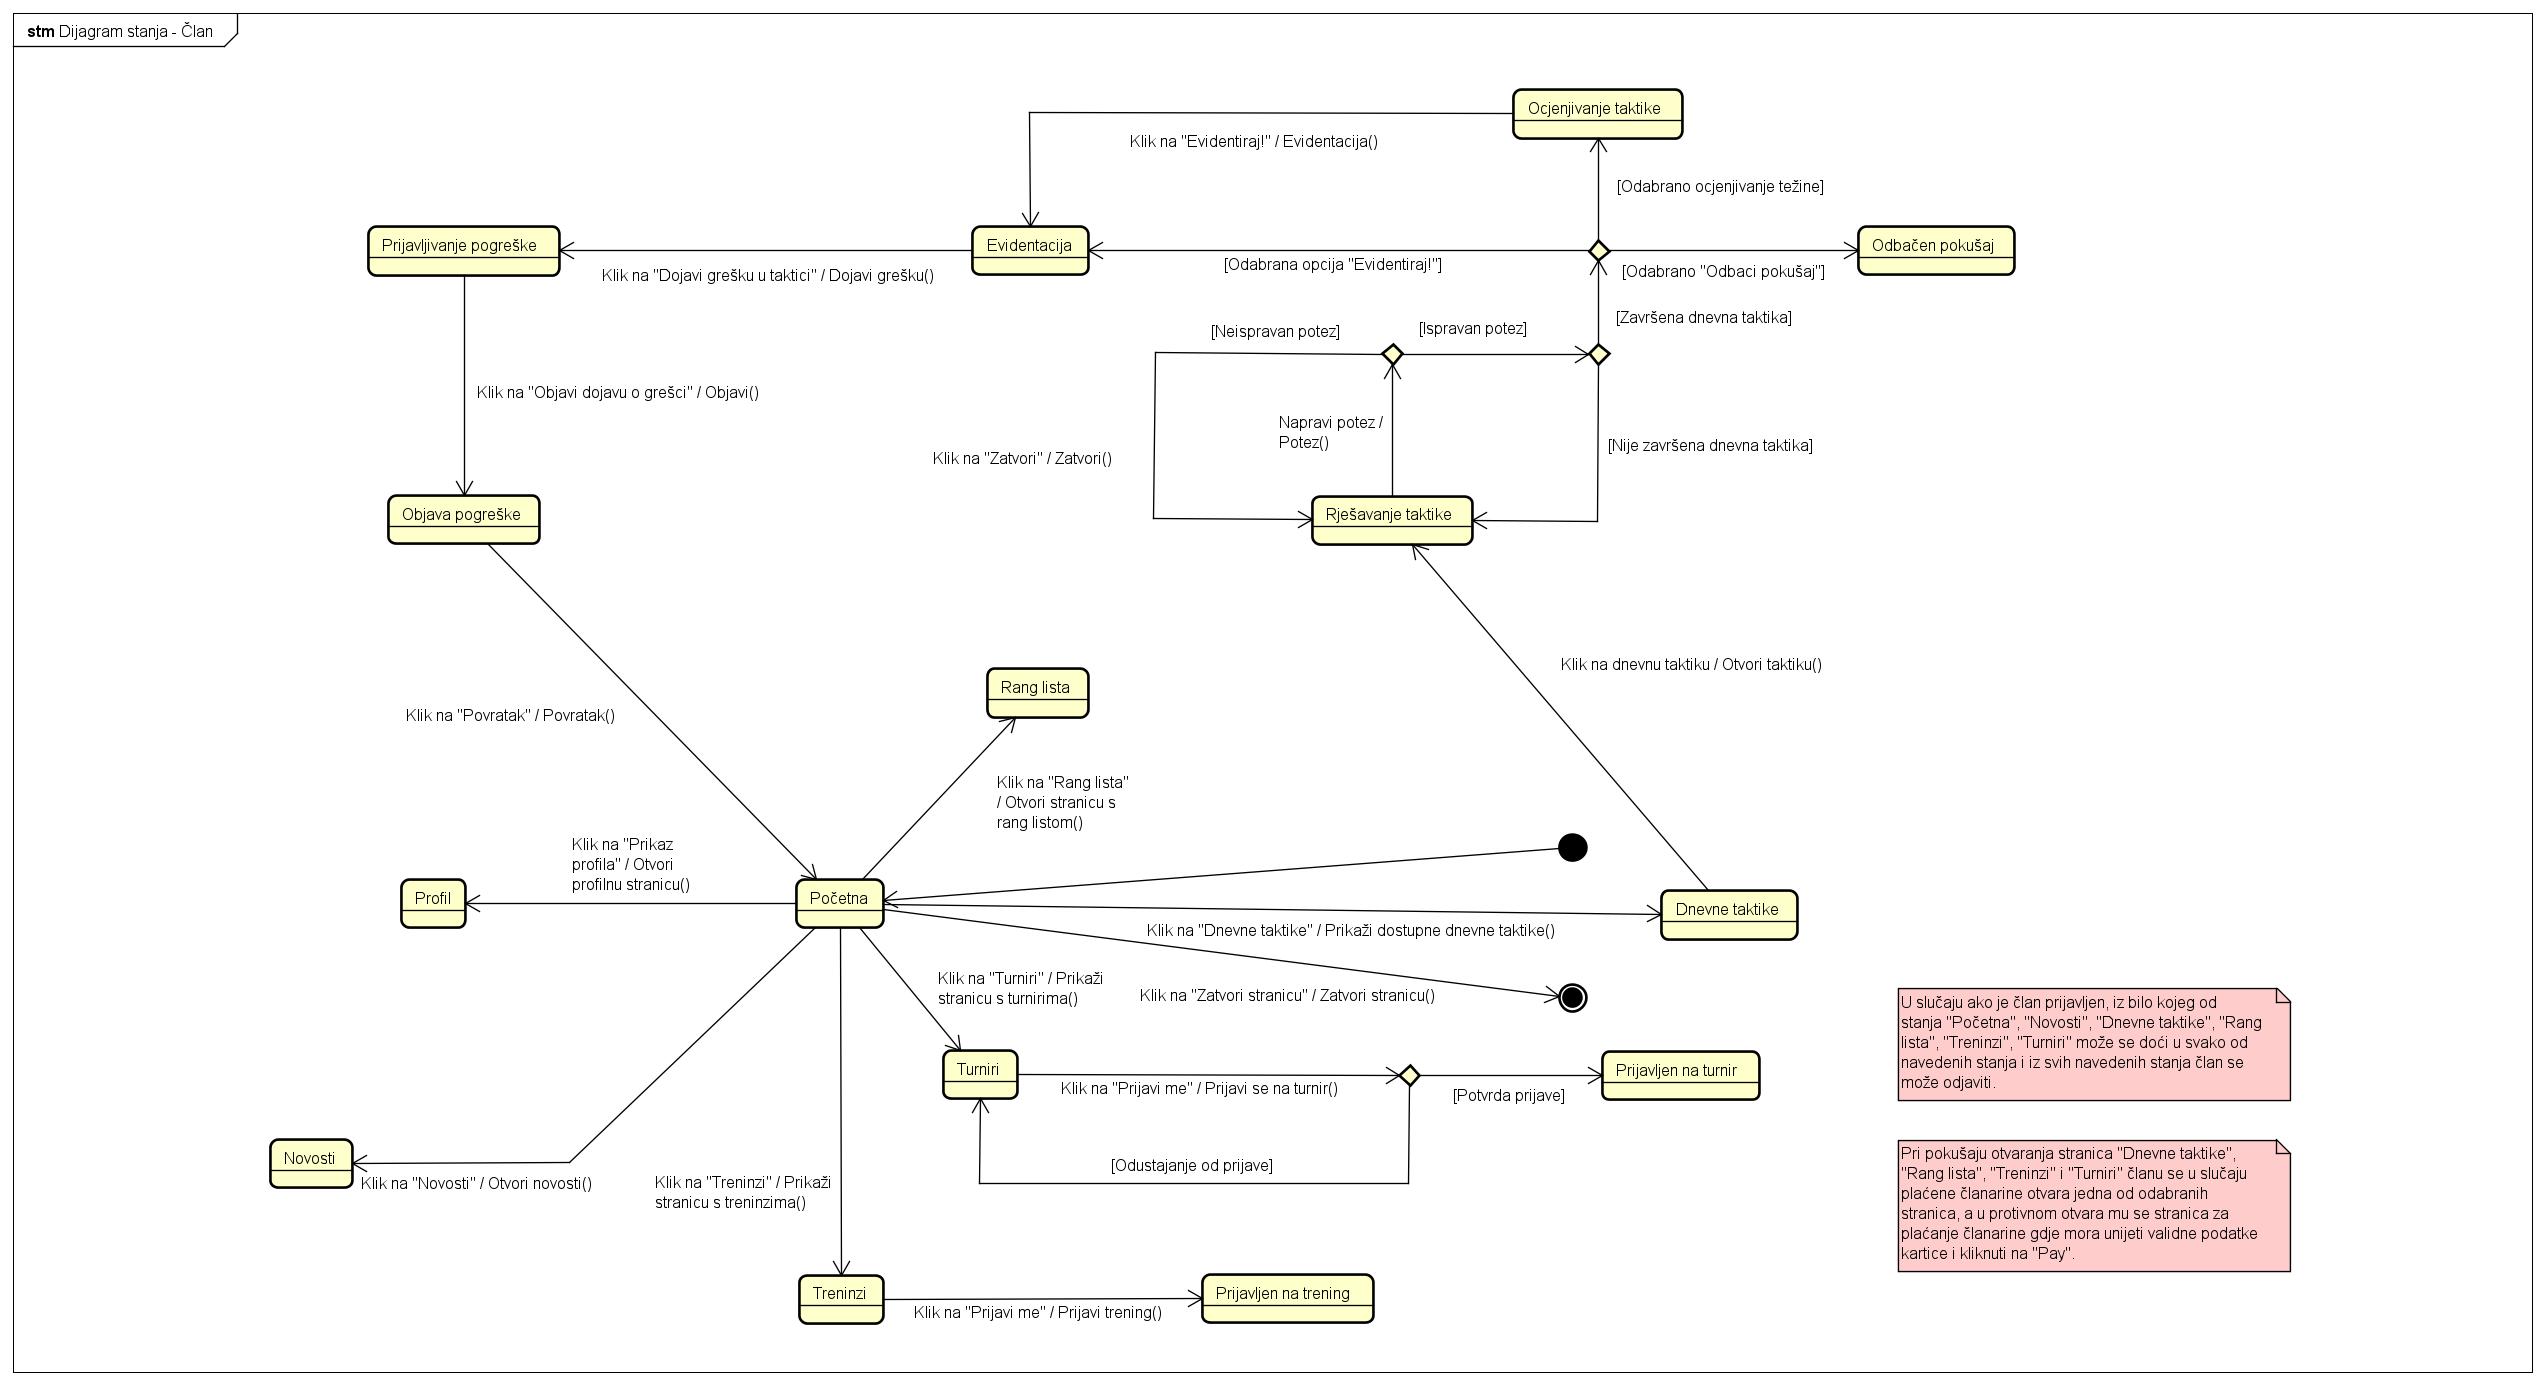 stm Dijagram stanja - Član
Ocjenjivanje taktike
Klik na "Evidentiraj!" / Evidentacija()
[Odabrano ocjenjivanje težine]
Prijavljivanje pogreške
Evidentacija
Odbačen pokušaj
[Odabrana opcija "Evidentiraj!"]
[Odabrano "Odbaci pokušaj"]
Klik na "Dojavi grešku u taktici" / Dojavi grešku()
[Završena dnevna taktika]
[Neispravan potez]
[Ispravan potez]
Klik na "Objavi dojavu o grešci" / Objavi()
Napravi potez /
Potez()
[Nije završena dnevna taktika]
Klik na "Zatvori" / Zatvori()
Objava pogreške
Rješavanje taktike
Klik na dnevnu taktiku / Otvori taktiku()
Rang lista
Klik na "Povratak" / Povratak()
Klik na "Rang lista"
/ Otvori stranicu s
rang listom()
Klik na "Prikaz
profila" / Otvori
profilnu stranicu()
Profil
Početna
Dnevne taktike
Klik na "Dnevne taktike" / Prikaži dostupne dnevne taktike()
Klik na "Turniri" / Prikaži
stranicu s turnirima()
Klik na "Zatvori stranicu" / Zatvori stranicu()
U slučaju ako je član prijavljen, iz bilo kojeg od
stanja "Početna", "Novosti", "Dnevne taktike", "Rang
lista", "Treninzi", "Turniri" može se doći u svako od
navedenih stanja i iz svih navedenih stanja član se
može odjaviti.
Turniri
Prijavljen na turnir
Klik na "Prijavi me" / Prijavi se na turnir()
[Potvrda prijave]
[Odustajanje od prijave]
Novosti
Klik na "Novosti" / Otvori novosti()
Klik na "Treninzi" / Prikaži
stranicu s treninzima()
Pri pokušaju otvaranja stranica "Dnevne taktike",
"Rang lista", "Treninzi" i "Turniri" članu se u slučaju
plaćene članarine otvara jedna od odabranih
stranica, a u protivnom otvara mu se stranica za
plaćanje članarine gdje mora unijeti validne podatke
kartice i kliknuti na "Pay".
Treninzi
Prijavljen na trening
Klik na "Prijavi me" / Prijavi trening()